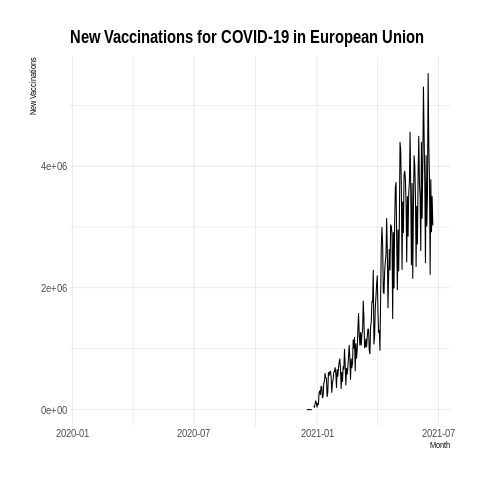 New Vaccinations for COVID-19 in European Union
New Vaccinations
4e+06
2e+06
0e+00
2020-01 2020-07 2021-01 2021-07
Month